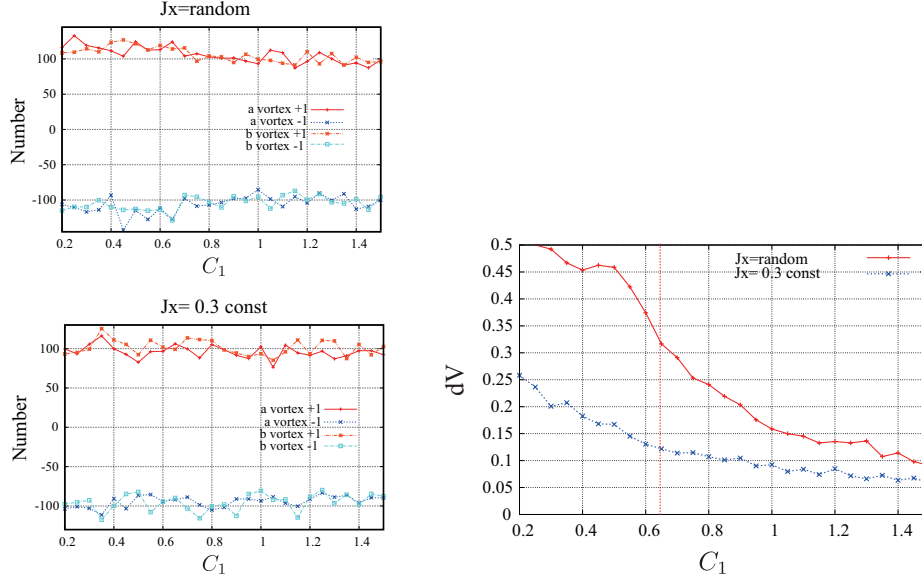 Jx=random
Number
100
50
0
-50
-100
a vortex +1
a vortex -1
b vortex +1
b vortex -1
0.2 0.4 0.6 0.8 1 1.2 1.4
C1
Jx= 0.3 const
Number
100
50
0
-50
-100
a vortex +1
a vortex -1
b vortex +1
b vortex -1
0.2 0.4 0.6 0.8 1 1.2 1.4
C1
dV
0.5
0.45
0.4
0.35
0.3
0.25
0.2
0.15
0.1
0.05
0
Jx=random
Jx= 0.3 const
0.2 0.4 0.6 0.8 1.0 1.2 1.4
C1